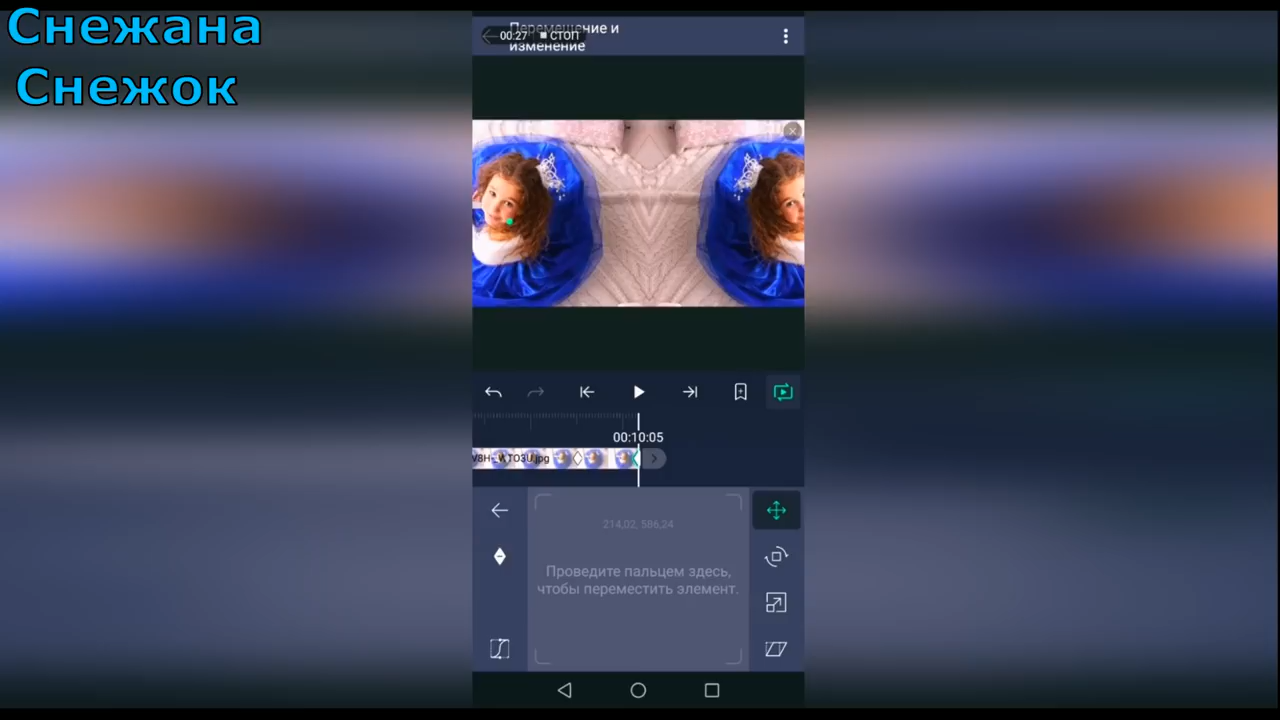 Снежана
Снежок
Перемещение и
00:27 СТОП
изменение
00:10:05
214,02, 586,24
Проведите пальцем здесь,
чтобы переместить элемент.